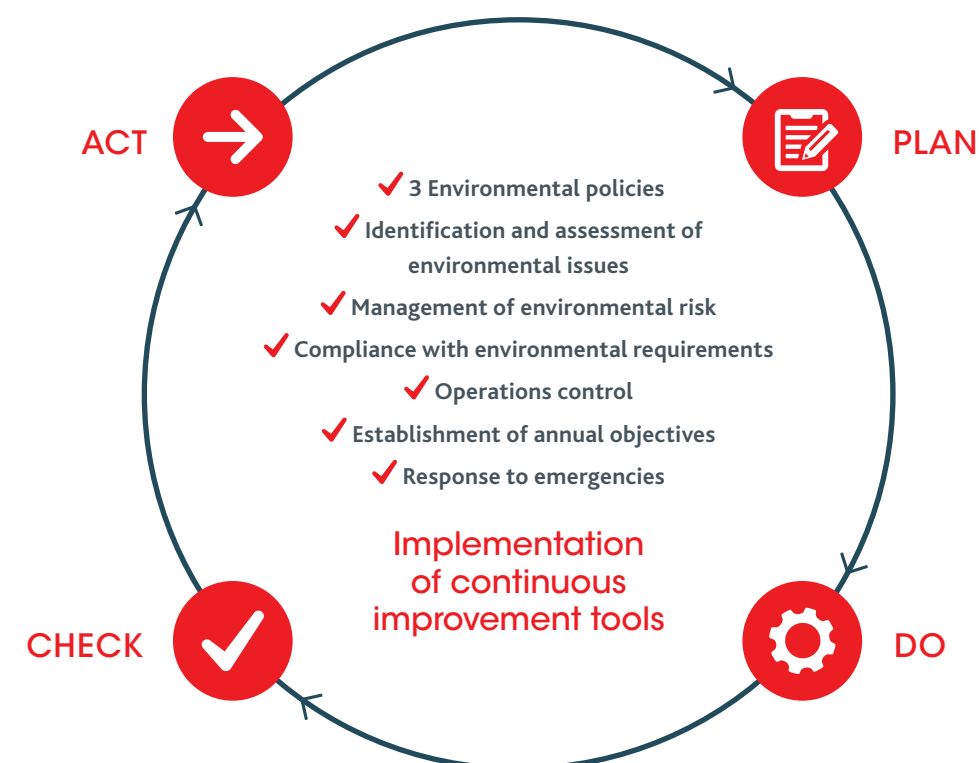 ACT
PLAN
3 Environmental policies
Identification and assessment of
environmental issues
Management of environmental risk
Compliance with environmental requirements
Operations control
Establishment of annual objectives
Response to emergencies
Implementation
of continuous
improvement tools
CHECK
DO